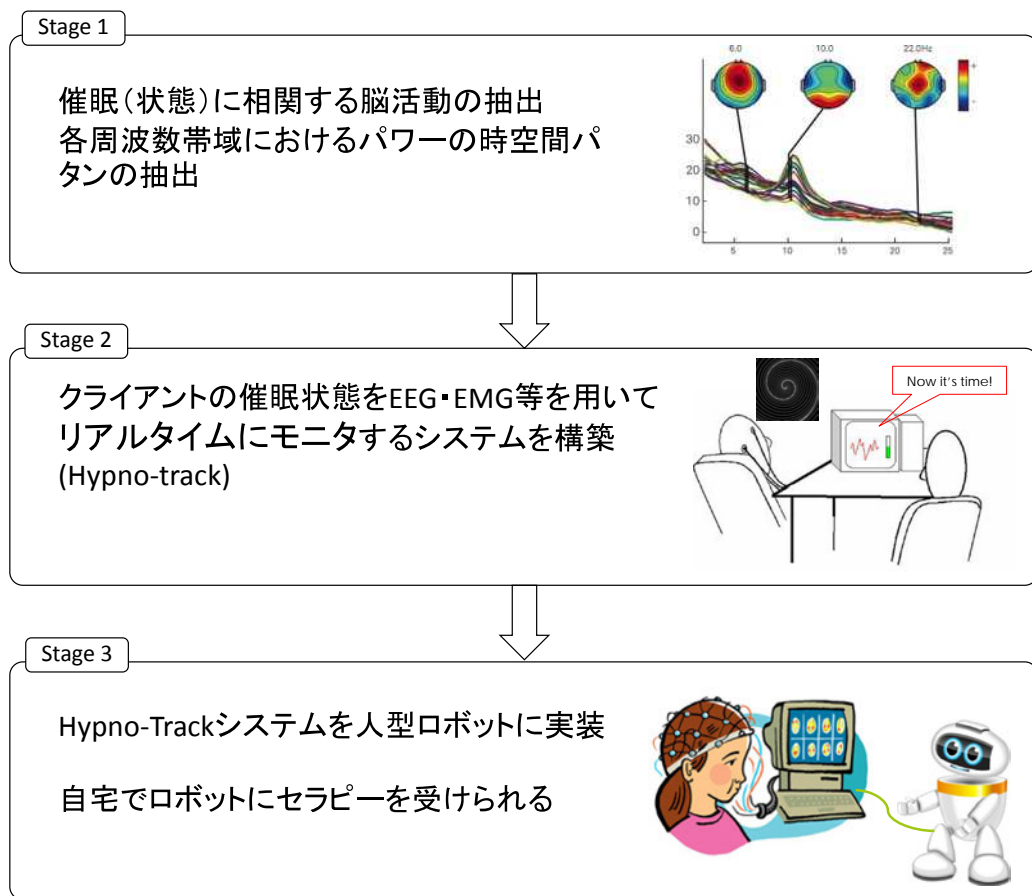 Stage 1
催眠(状態)に相関する脳活動の抽出
各周波数帯域におけるパワーの時空間パ
タンの抽出
6.0
10.0
22.0Hz
+
-
30
20
10
0
5
10
15
20
25
Stage 2
クライアントの催眠状態をEEG・EMG等を用いて
リアルタイムにモニタするシステムを構築
(Hypno-track)
Now it's time!
Stage 3
Hypno-Trackシステムを人型ロボットに実装
自宅でロボットにセラピーを受けられる